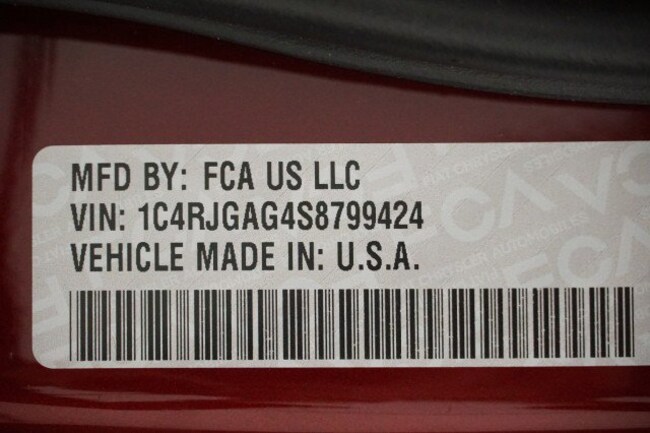 MFD BY: FCA US LLC
VIN: 1C4RJGAG4S8799424
VEHICLE MADE IN: U.S.A.